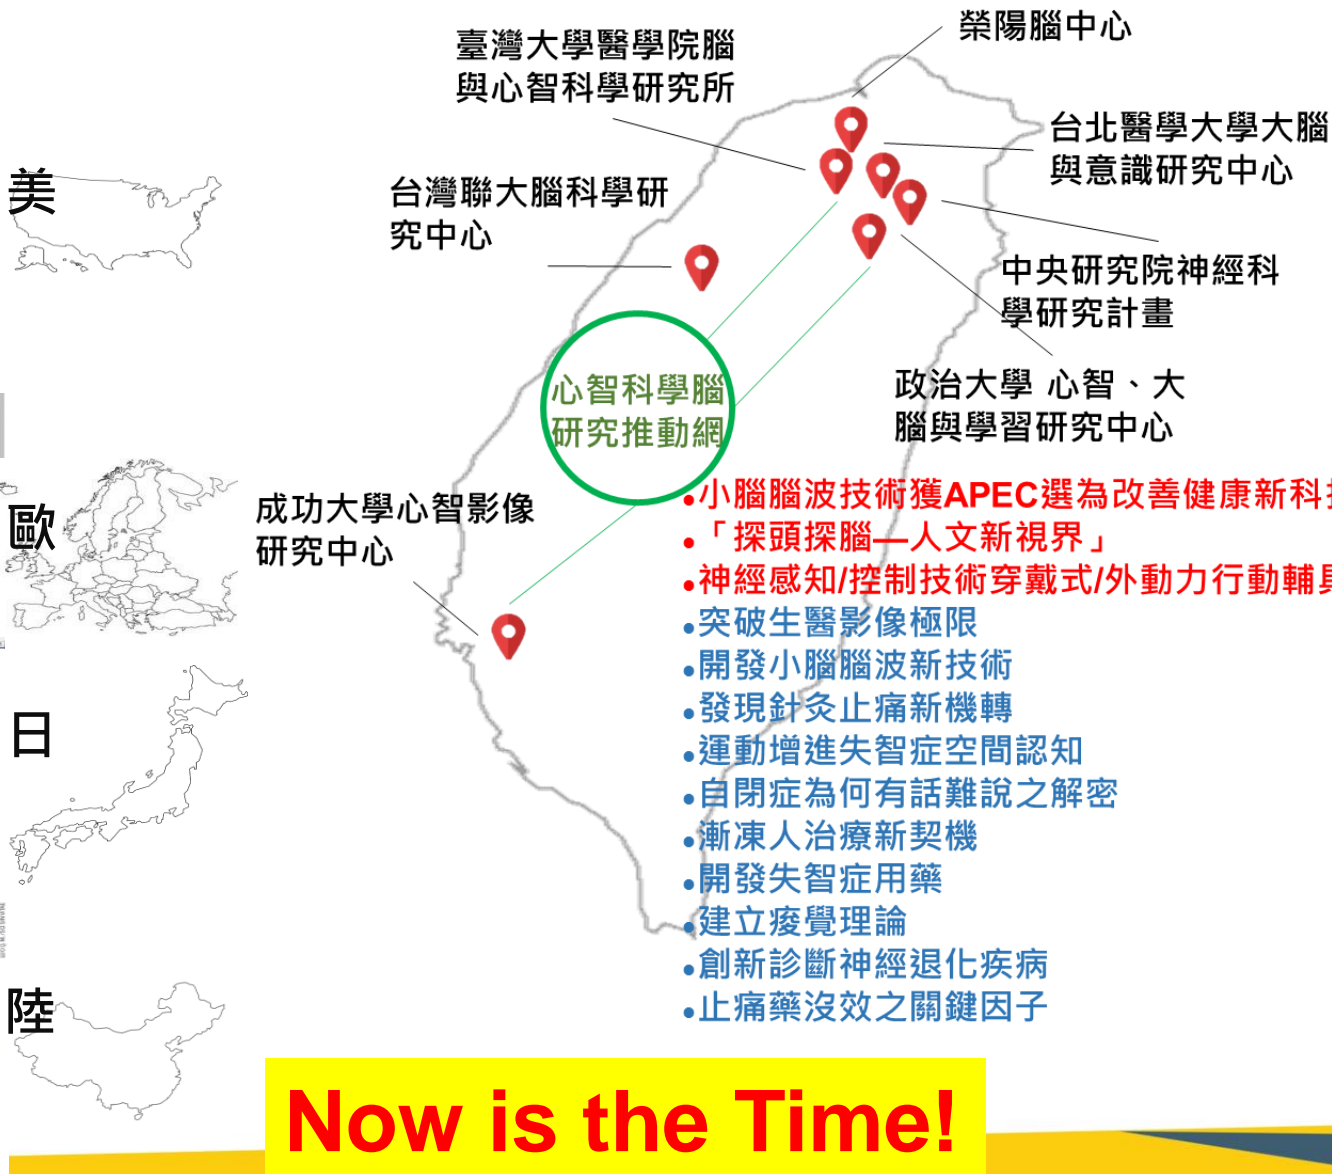 榮陽腦中心
臺灣大學醫學院腦
與心智科學研究所
台北醫學大學大腦
與意識研究中心
美
台灣聯大腦科學研
究中心
中央研究院神經科
學研究計畫
心智科學腦
研究推動網
政治大學 心智、大
腦與學習研究中心
歐
成功大學心智影像
研究中心
•小腦腦波技術獲APEC選為改善健康新科技
•「探頭探腦—人文新視界」
•神經感知/控制技術穿戴式/外動力行動輔具
•突破生醫影像極限
•開發小腦腦波新技術
•發現針灸止痛新機轉
•運動增進失智症空間認知
•自閉症為何有話難說之解密
•漸凍人治療新契機
•開發失智症用藥
•建立痠覺理論
•創新診斷神經退化疾病
•止痛藥沒效之關鍵因子
日
陸
Now is the Time!